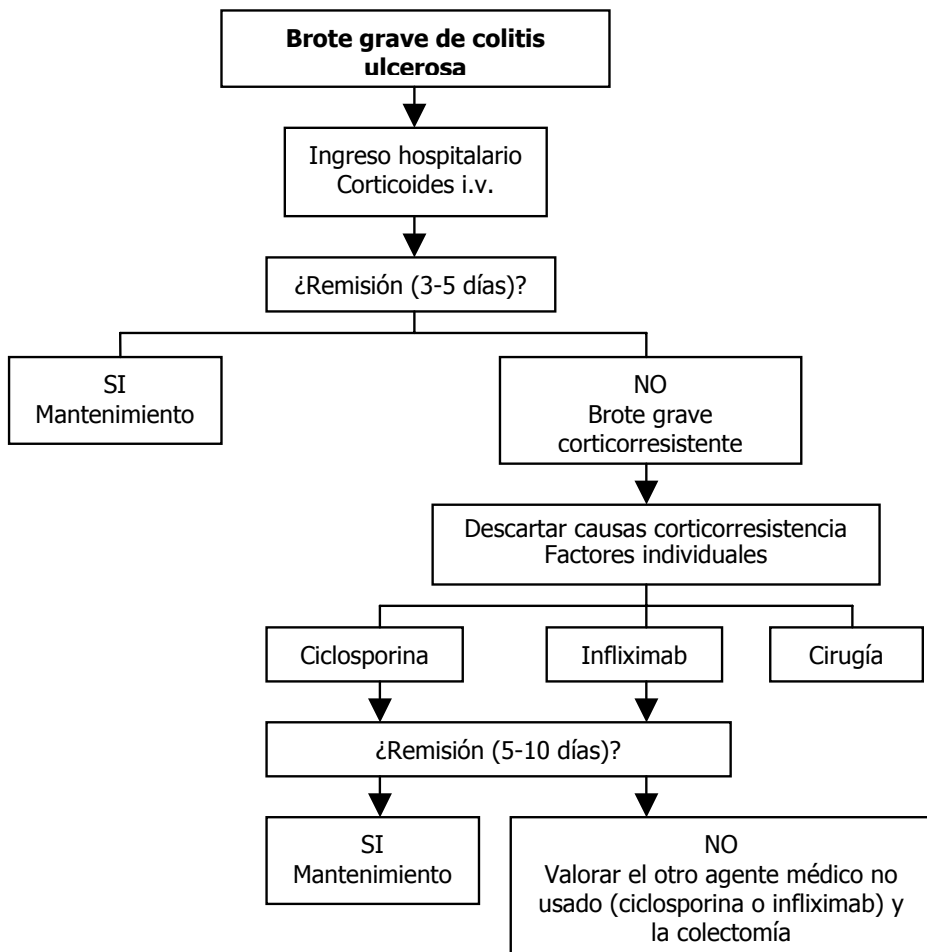 Brote grave de colitis
ulcerosa
Ingreso hospitalario
Corticoides i.v.
¿Remisión (3-5 días)?
SI
Mantenimiento
NO
Brote grave
corticorresistente
Descartar causas corticorresistencia
Factores individuales
Ciclosporina
Infliximab
Cirugía
¿Remisión (5-10 días)?
SI
Mantenimiento
NO
Valorar el otro agente médico no
usado (ciclosporina o infliximab) y
la colectomía